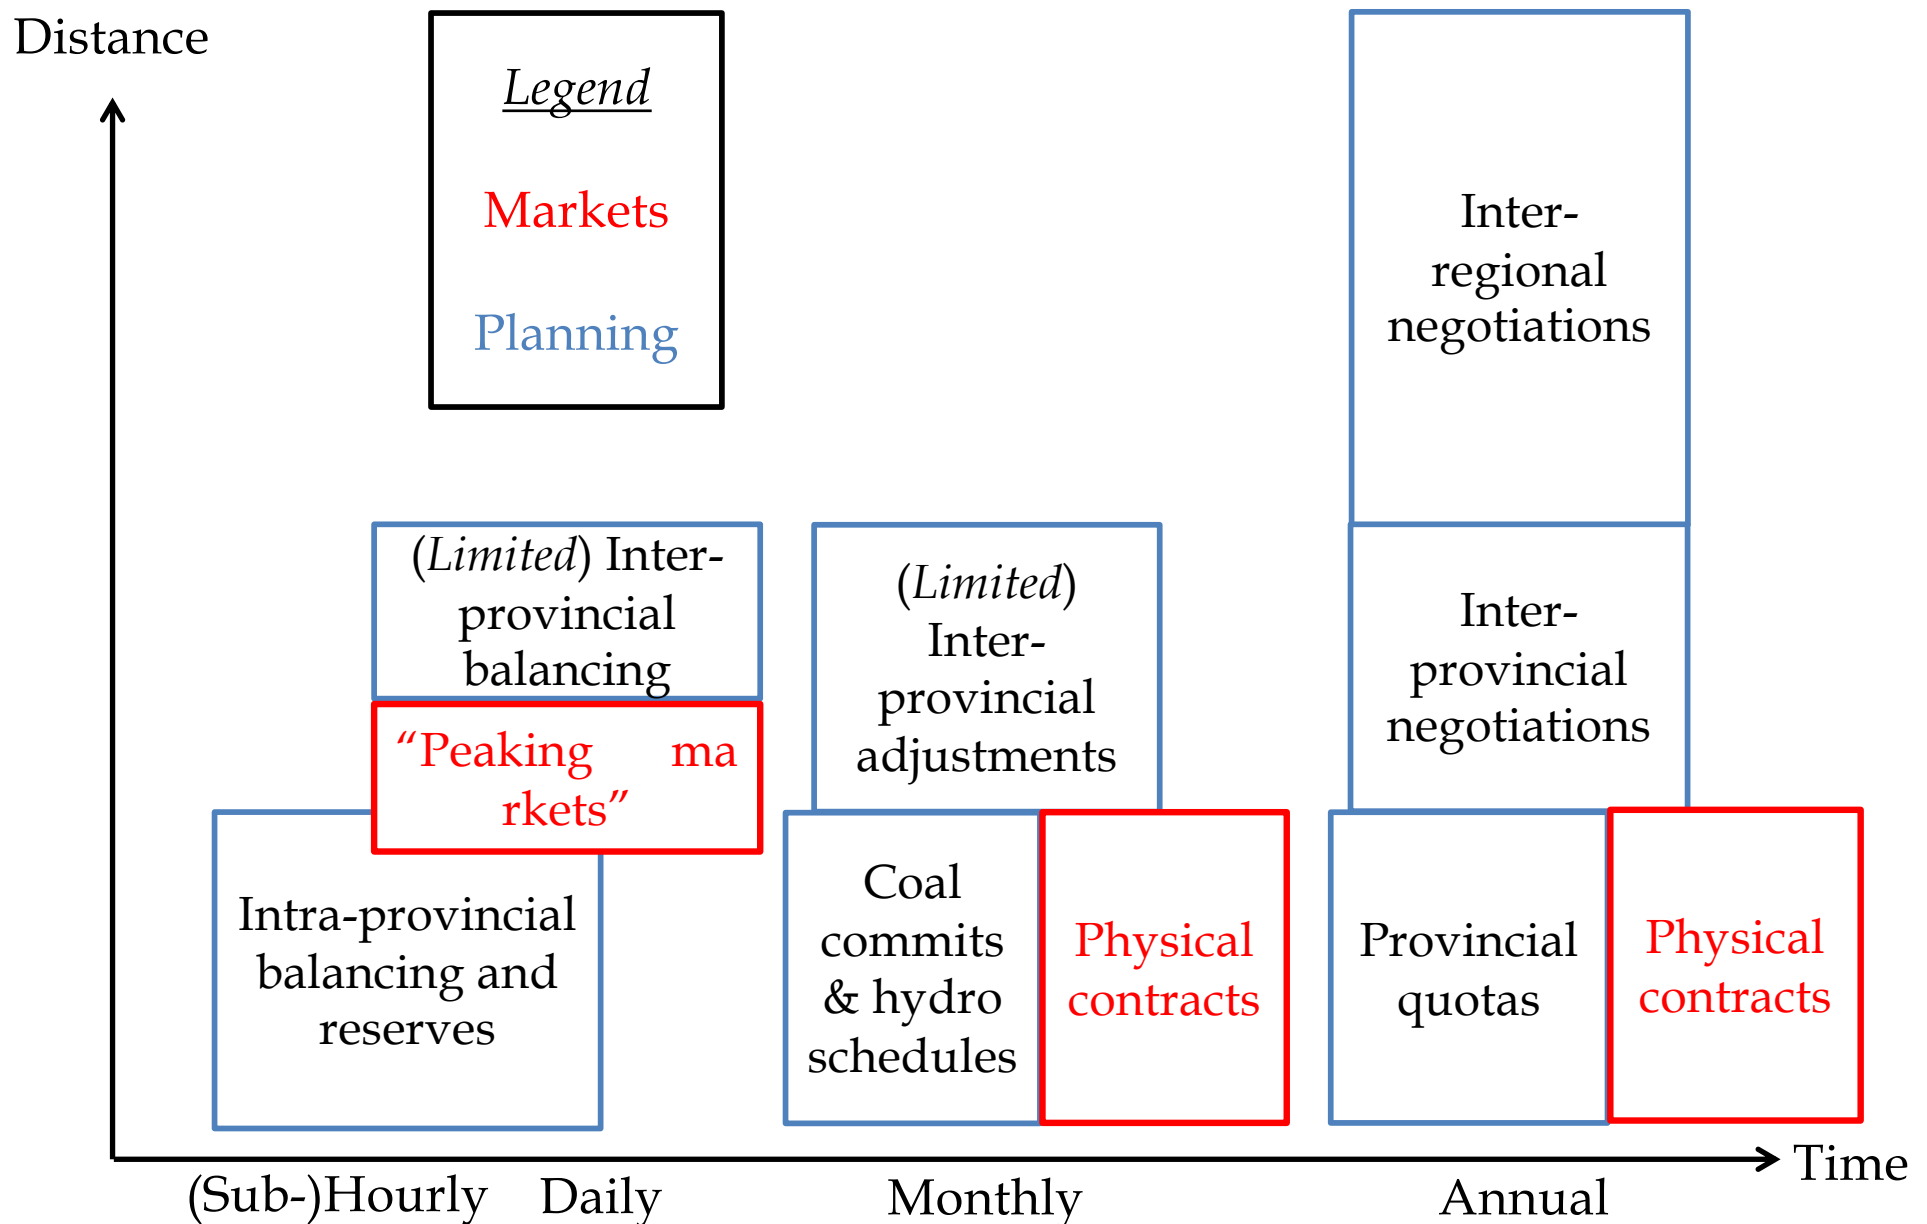 Distance
Legend
Markets
Planning
Inter-
regional
negotiations
(Limited) Inter-
provincial
balancing
(Limited)
Inter-
provincial
adjustments
Inter-
provincial
negotiations
“Peaking ma
rkets”
Intra-provincial
balancing and
reserves
Coal
commits
& hydro
schedules
Physical
contracts
Provincial
quotas
Physical
contracts
Time
(Sub-)Hourly
Daily
Monthly
Annual